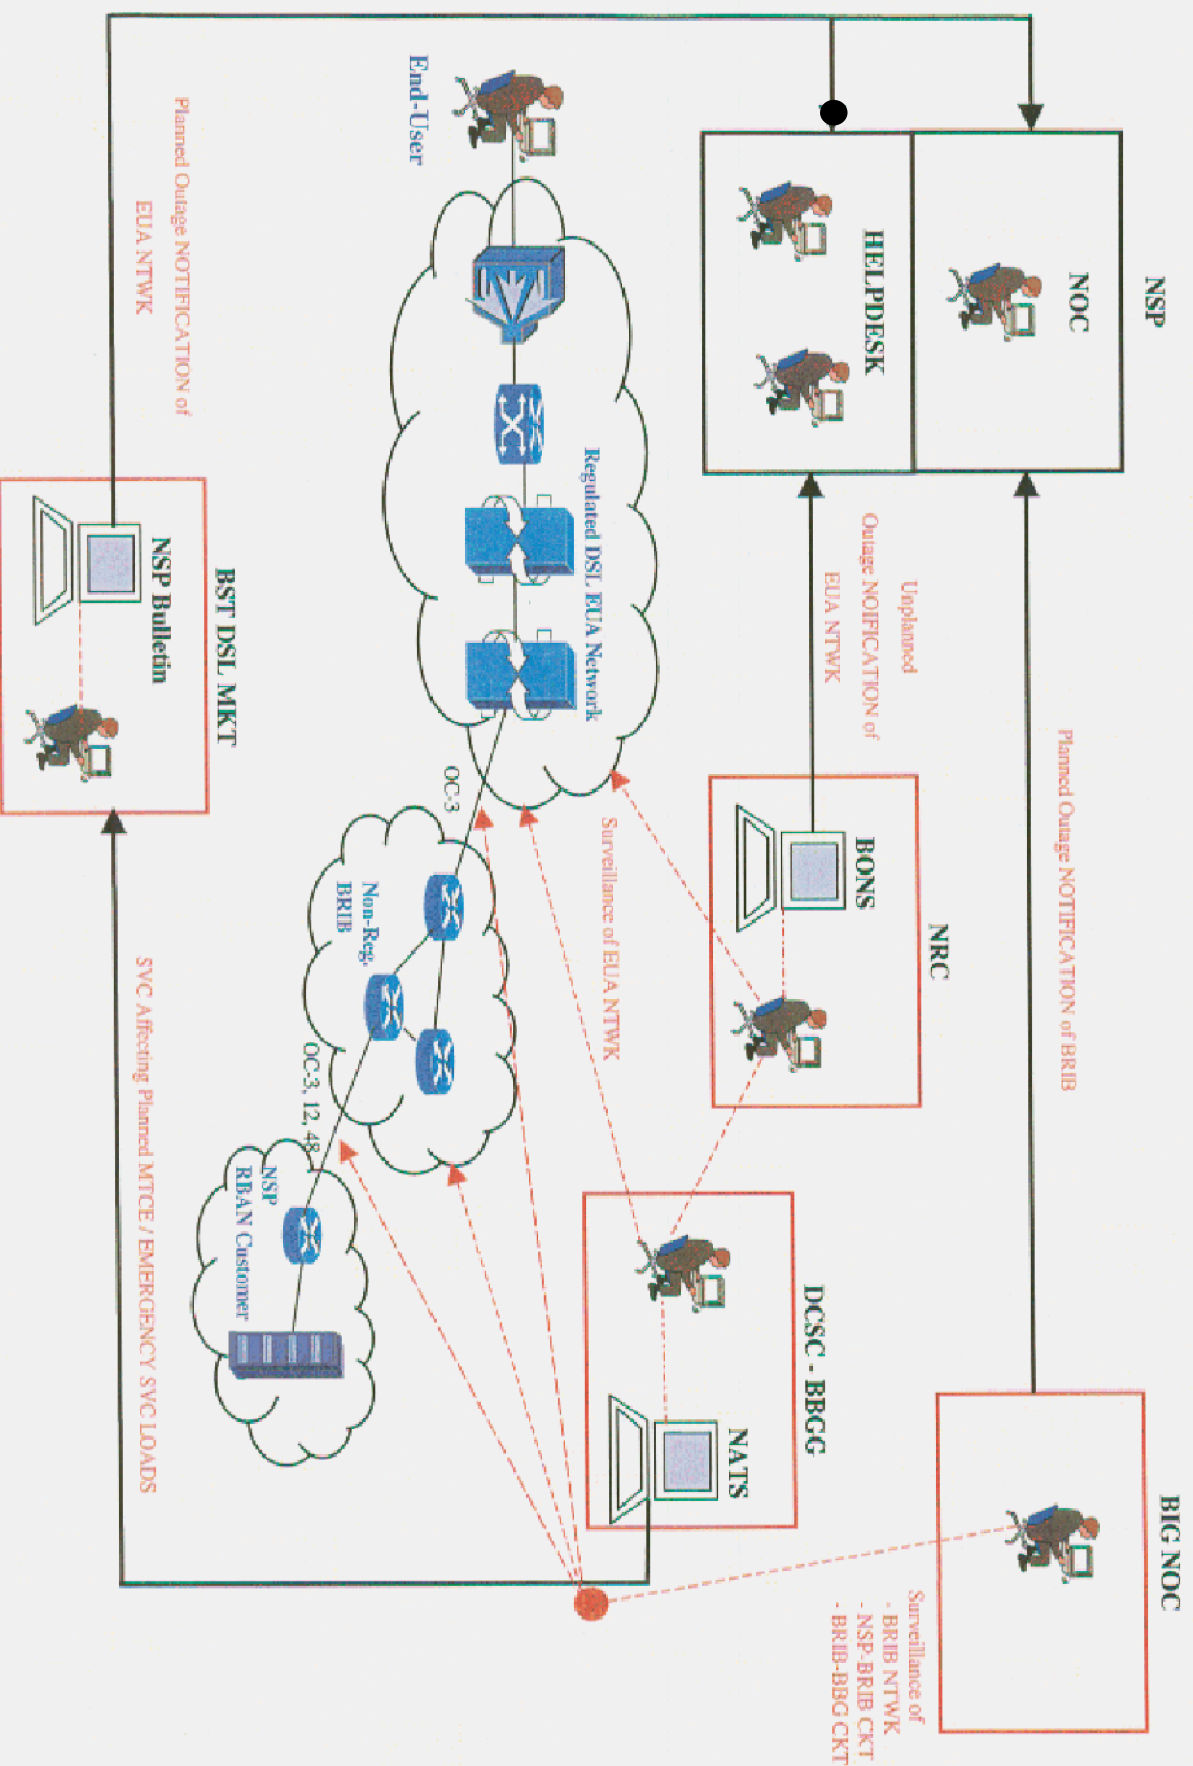 NSP
NOC
HELPDESK
End-User
Planned Outage NOTIFICATION of
EUA NTWK
Regulated DSL EUA Network
Unplanned
Outage NOIFICATION of
EUA NTWK
Planned Outage NOTIFICATION of BRIB
BST DSL MKT
NSP Bulletin
NRC
BONS
Surveillance of EUA NTWK
OC-3
Non-Reg.
BRIB
OC-3, 12, 48
NSP
RBAN Customer
SVC Affecting Planned MTCE / EMERGENCY SVC LOADS
DCSC - BBGG
NATS
BIG NOC
Surveillance of
- BRIB NTWK
- NSP-BRIB CKT
- BRIB-BBG CKT